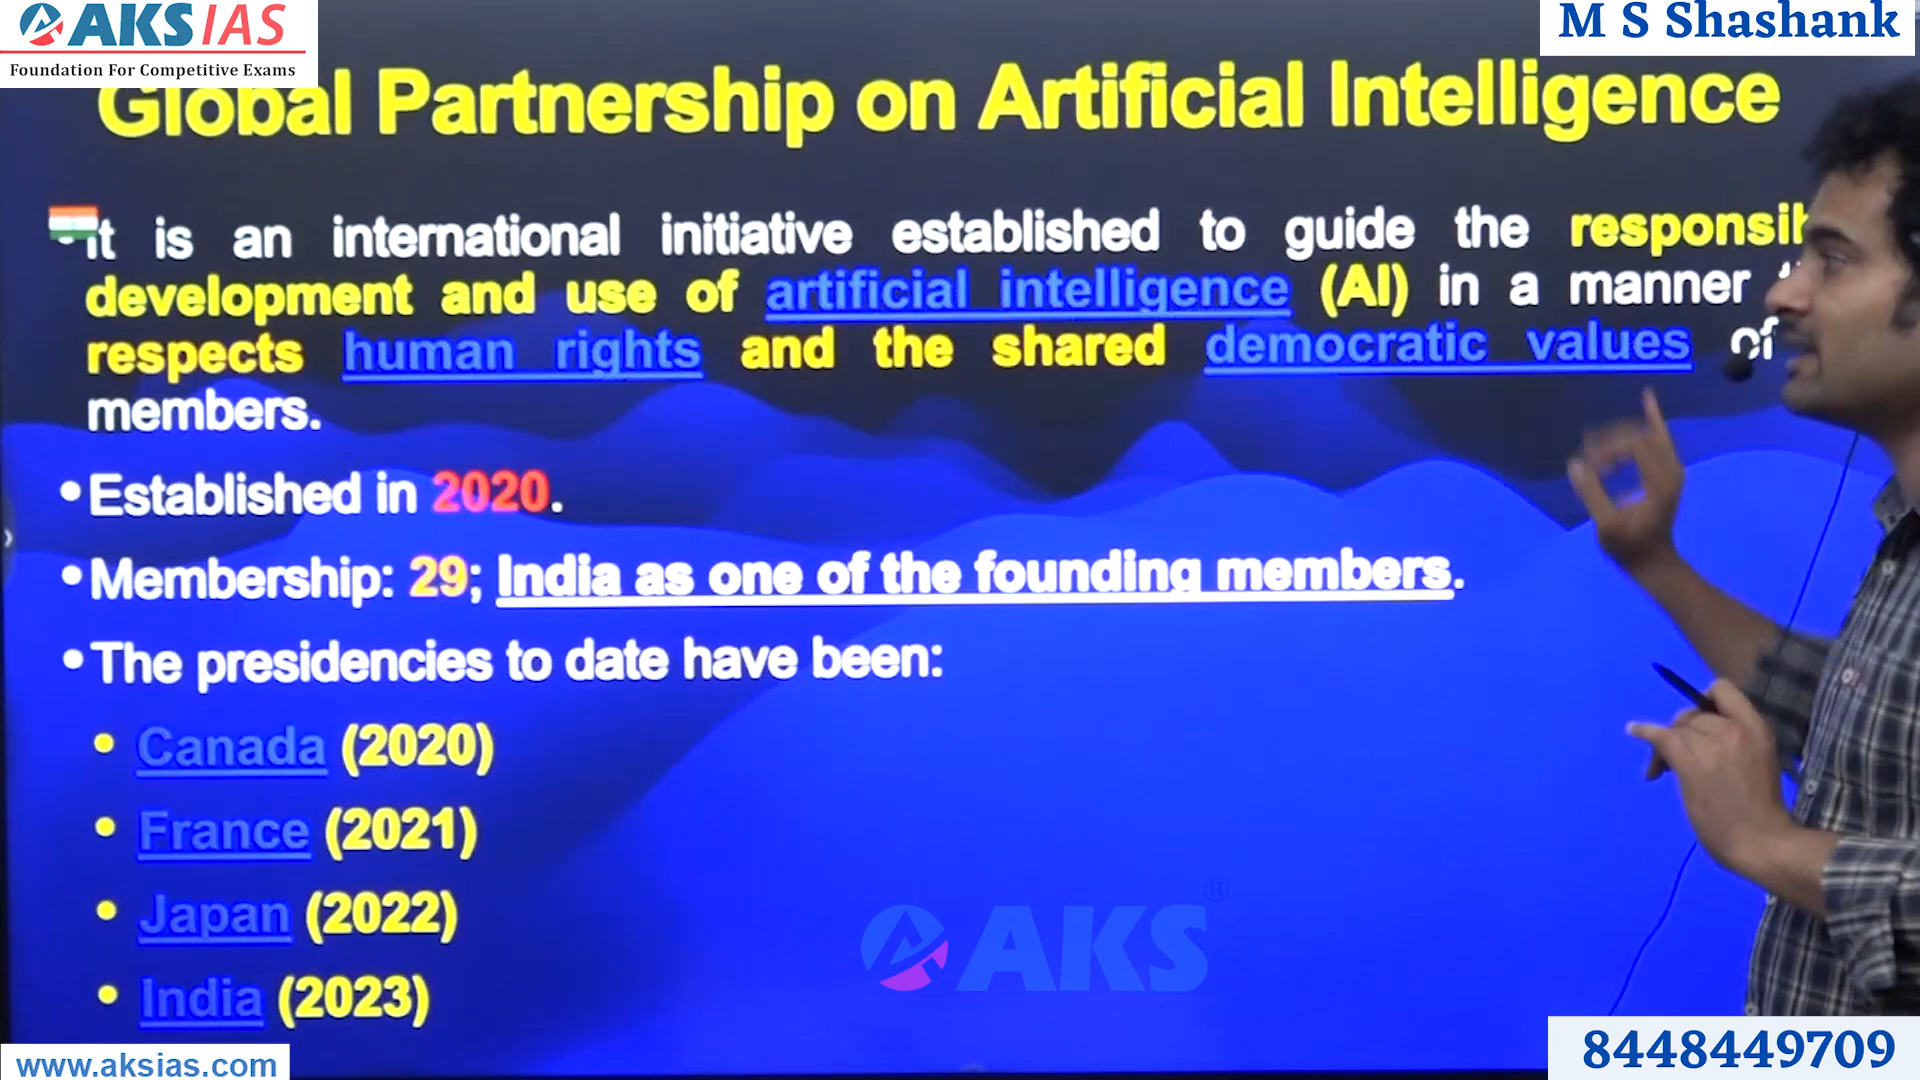 AKS IAS
Foundation For Competitive Exams
M S Shashank
Global Partnership on Artificial Intelligence
It is an international initiative established to guide the
development and use of artificial intelligence (AI) in a manner
respects human rights and the shared democratic values of
members.
• Established in 2020.
• Membership: 29; India as one of the founding members.
• The presidencies to date have been:
• Canada (2020)
• France (2021)
• Japan (2022)
• India (2023)
AKS®
www.aksias.com
8448449709